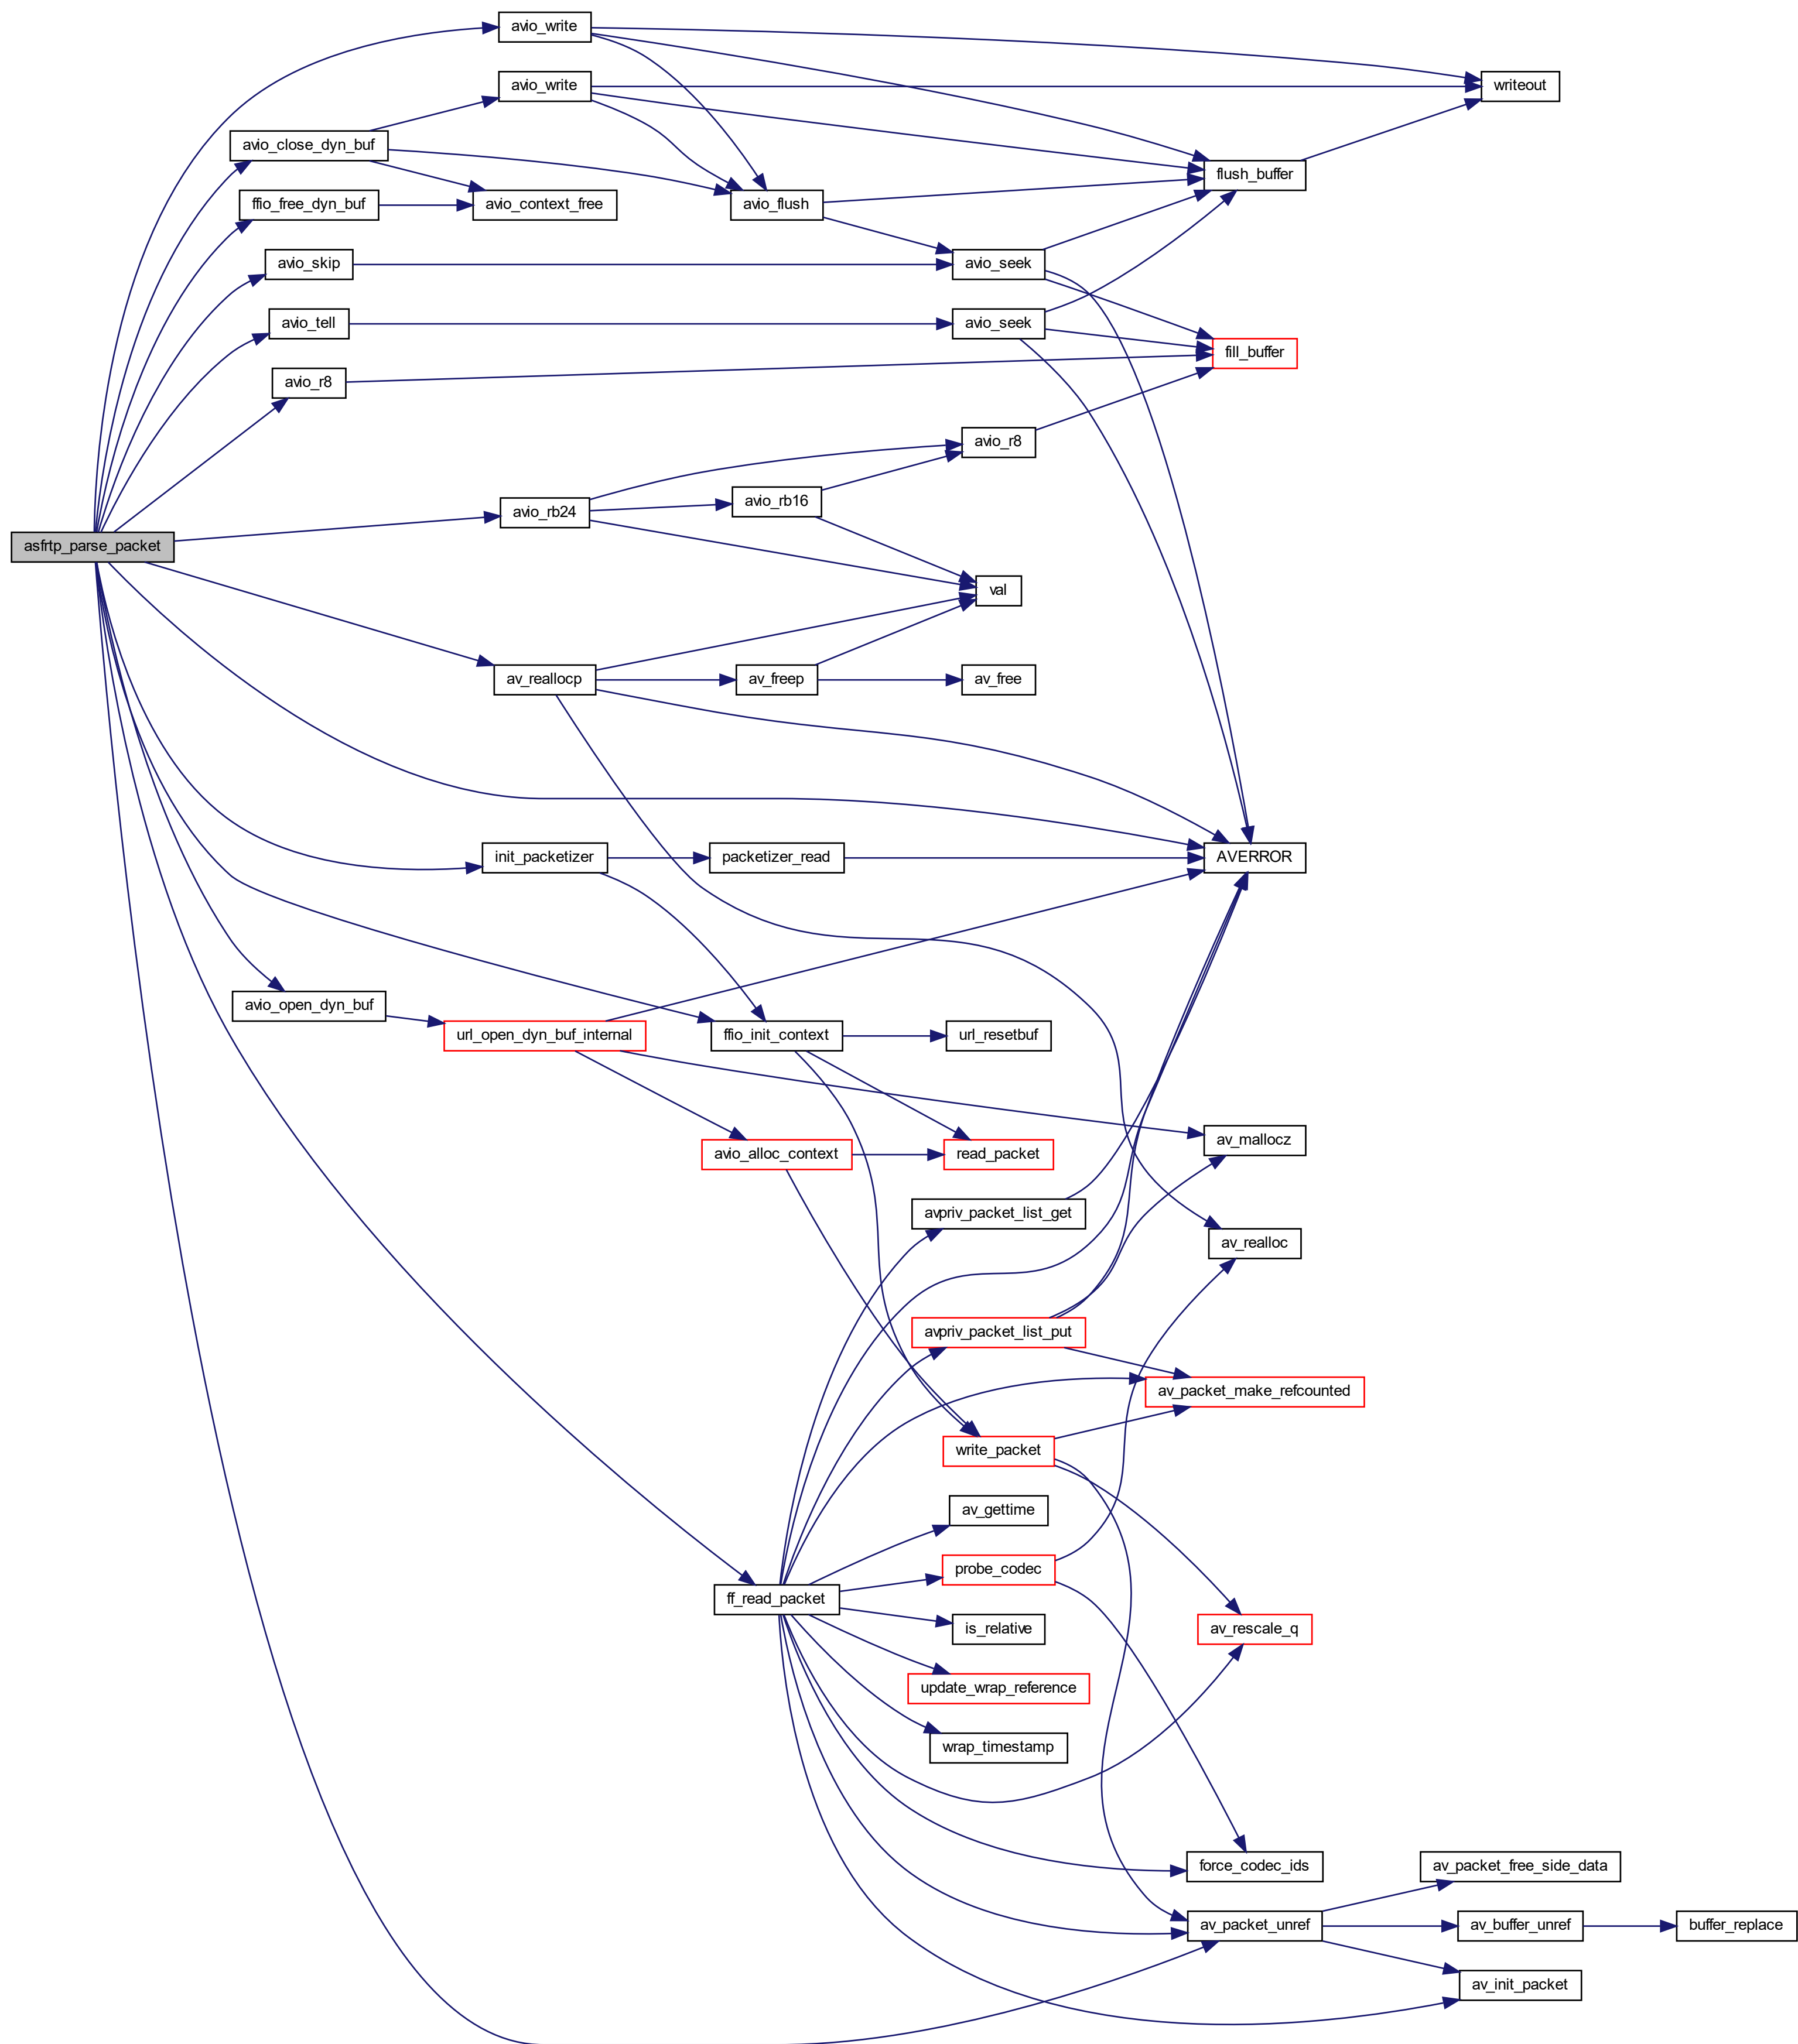 avio_write
writeout
avio_write
avio_close_dyn_buf
flush_buffer
ffio_free_dyn_buf
avio_context_free
avio_flush
avio_skip
avio_seek
avio_tell
avio_seek
fill_buffer
avio_r8
avio_r8
avio_rb24
avio_rb16
asfrtp_parse_packet
val
av_reallocp
av_freep
av_free
init_packetizer
packetizer_read
AVERROR
avio_open_dyn_buf
url_open_dyn_buf_internal
ffio_init_context
url_resetbuf
av_mallocz
avio_alloc_context
read_packet
avpriv_packet_list_get
av_realloc
avpriv_packet_list_put
av_packet_make_refcounted
write_packet
av_gettime
probe_codec
ff_read_packet
is_relative
av_rescale_q
update_wrap_reference
wrap_timestamp
force_codec_ids
av_packet_free_side_data
av_packet_unref
av_buffer_unref
buffer_replace
av_init_packet